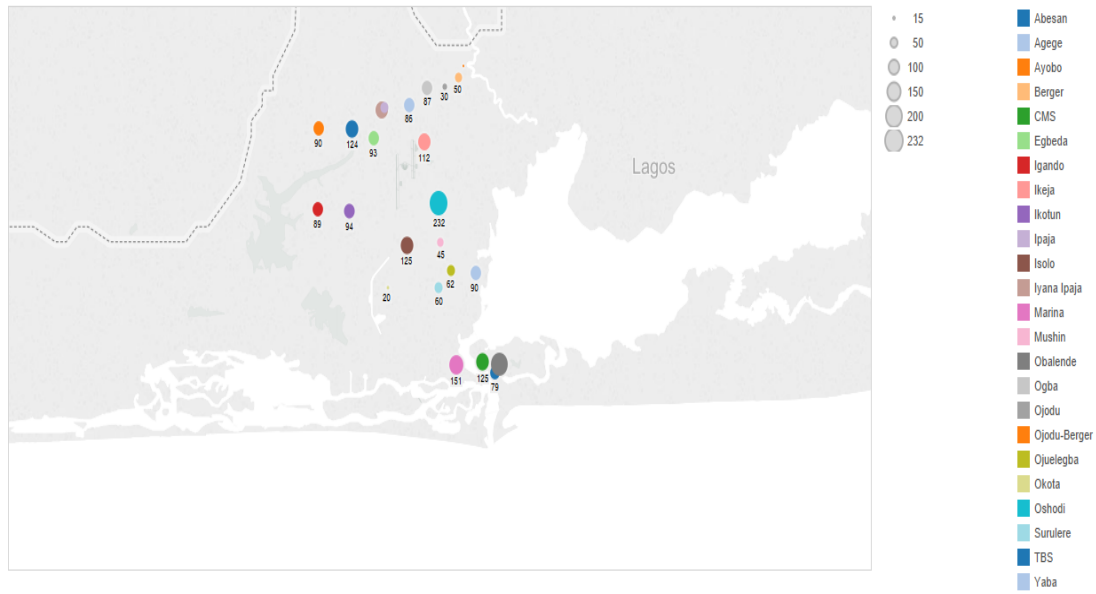 50
30
87
86
90
124
93
112
Lagos
232
89
94
125
45
62
90
20
60
151
125
79
15
50
100
150
200
232
Abesan
Agege
Ayobo
Berger
CMS
Egbeda
Igando
Ikeja
Ikotun
Ipaja
Isolo
Iyana Ipaja
Marina
Mushin
Obalende
Ogba
Ojodu
Ojodu-Berger
Ojuelegba
Okota
Oshodi
Surulere
TBS
Yaba